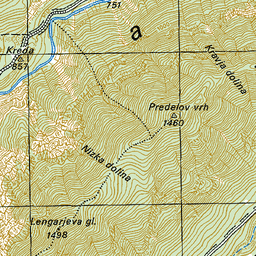 751
a
Kreda
857
Kravja dolina
Predelov vrh
1460
Nizka dolina
Lengarjeva gl.
1498